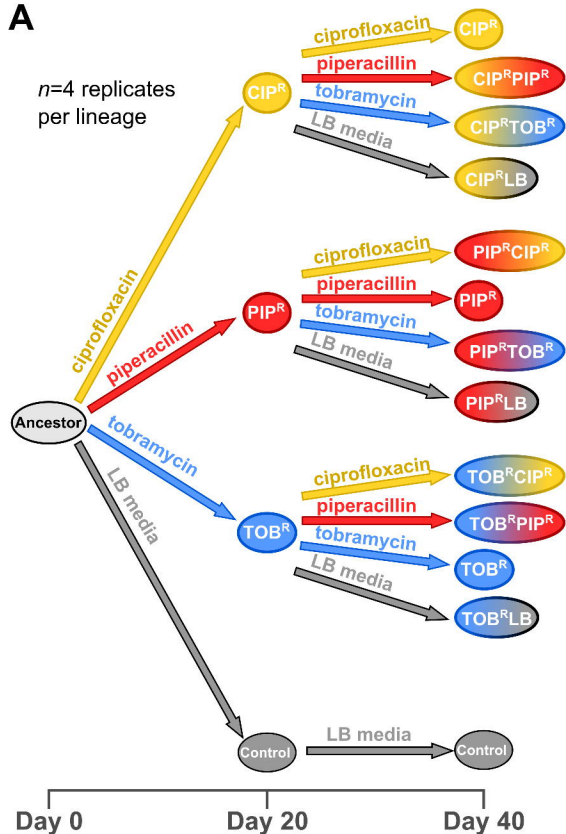 A
n=4 replicates
per lineage
Ancestor
ciprofloxacin
piperacillin
tobramycin
LB media
CIPᴿ
ciprofloxacin
piperacillin
tobramycin
LB media
CIPᴿ
CIPᴿPIPᴿ
CIPᴿTOBᴿ
CIPᴿLB
PIPᴿ
ciprofloxacin
piperacillin
tobramycin
LB media
PIPᴿCIPᴿ
PIPᴿ
PIPᴿTOBᴿ
PIPᴿLB
TOBᴿ
ciprofloxacin
piperacillin
tobramycin
LB media
TOBᴿCIPᴿ
TOBᴿPIPᴿ
TOBᴿ
TOBᴿLB
Control
LB media
Control
Day 0
Day 20
Day 40